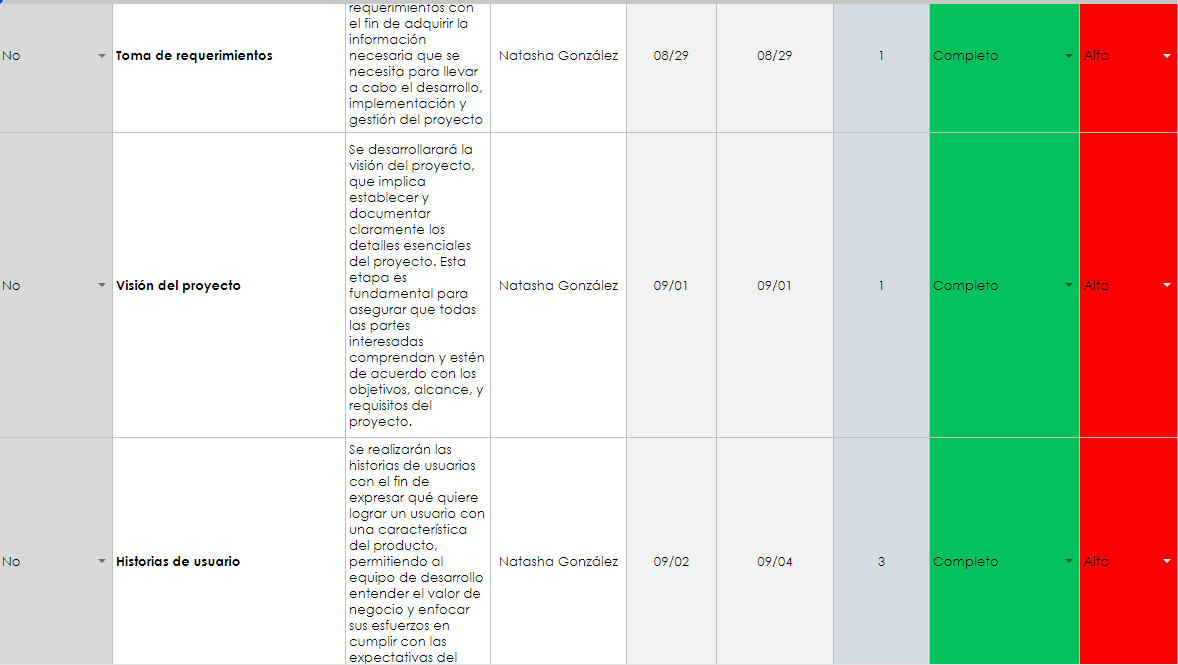 requerimientos con
el fin de adquirir la
información
necesaria que se
necesita para llevar
a cabo el desarrollo,
implementación y
gestión del proyecto
No
Toma de requerimientos
Natasha González
08/29
08/29
1
Completo
Alta
Se desarrollarará la
visión del proyecto,
que implica
establecer y
documentar
claramente los
detalles esenciales
del proyecto. Esta
etapa es
fundamental para
asegurar que todas
las partes
interesadas
comprendan y estén
de acuerdo con los
objetivos, alcance, y
requisitos del
proyecto.
No
Visión del proyecto
Natasha González
09/01
09/01
1
Completo
Alta
Se realizarán las
historias de usuarios
con el fin de
expresar qué quiere
lograr un usuario con
una característica
del producto,
permitiendo al
equipo de desarrollo
entender el valor de
negocio y enfocar
sus esfuerzos en
cumplir con las
expectativas del
No
Historias de usuario
Natasha González
09/02
09/04
3
Completo
Alta